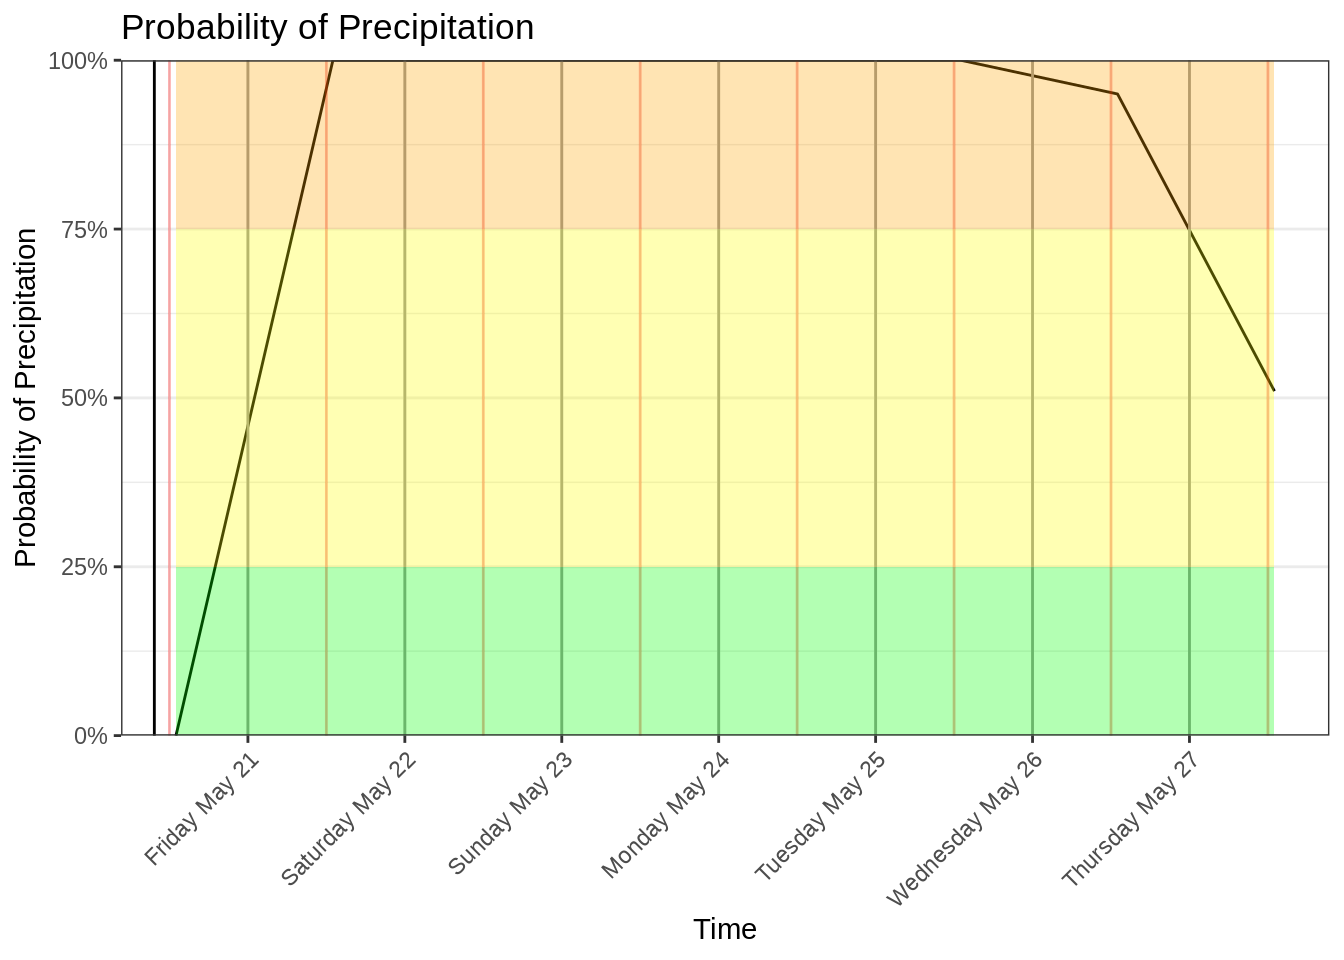 Probability of Precipitation
Probability of Precipitation
100%
75%
50%
25%
0%
Friday May 21
Saturday May 22
Sunday May 23
Monday May 24
Tuesday May 25
Wednesday May 26
Thursday May 27
Time